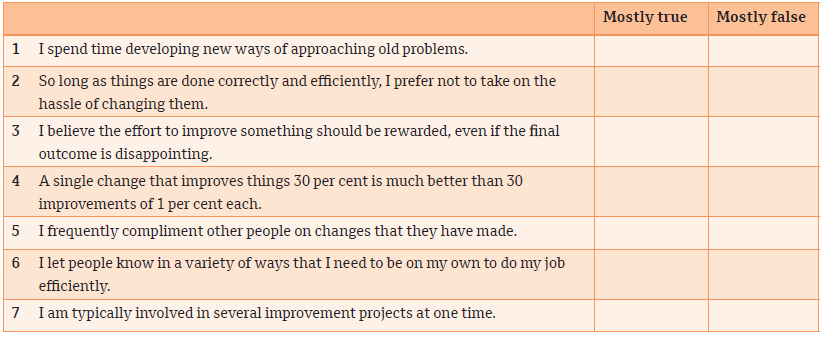 Mostly true Mostly false
1 I spend time developing new ways of approaching old problems.
2 So long as things are done correctly and efficiently, I prefer not to take on the
hassle of changing them.
3 I believe the effort to improve something should be rewarded, even if the final
outcome is disappointing.
4 A single change that improves things 30 per cent is much better than 30
improvements of 1 per cent each.
5 I frequently compliment other people on changes that they have made.
6 I let people know in a variety of ways that I need to be on my own to do my job
efficiently.
7 I am typically involved in several improvement projects at one time.